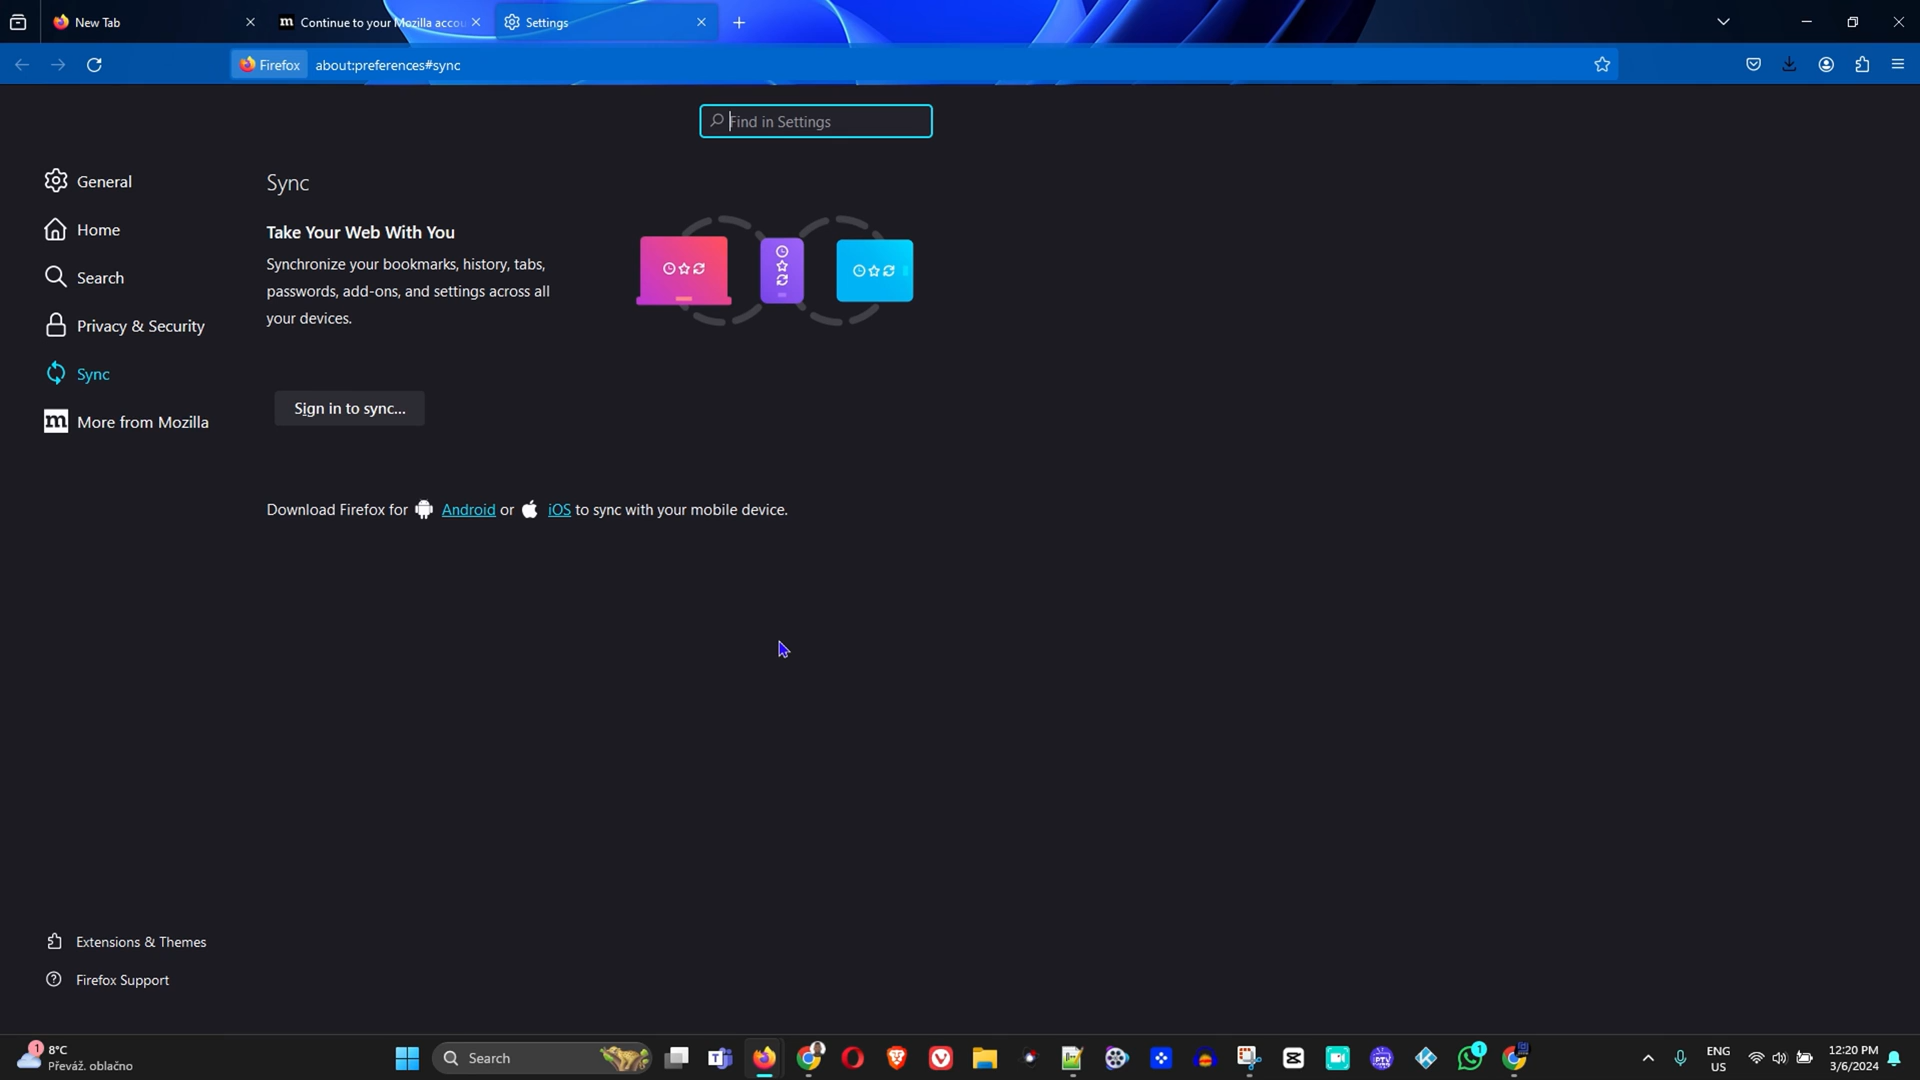 New Tab
Continue to your Mozilla accou
Settings
Firefox
about:preferences#sync
Find in Settings
General
Home
Search
Privacy & Security
Sync
More from Mozilla
Sync
Take Your Web With You
Synchronize your bookmarks, history, tabs,
passwords, add-ons, and settings across all
your devices.
Sign in to sync...
Download Firefox for Android or iOS to sync with your mobile device.
Extensions & Themes
Firefox Support
1
8°C
Převáž. oblačno
Search
1
ENG
US
12:20 PM
3/6/2024